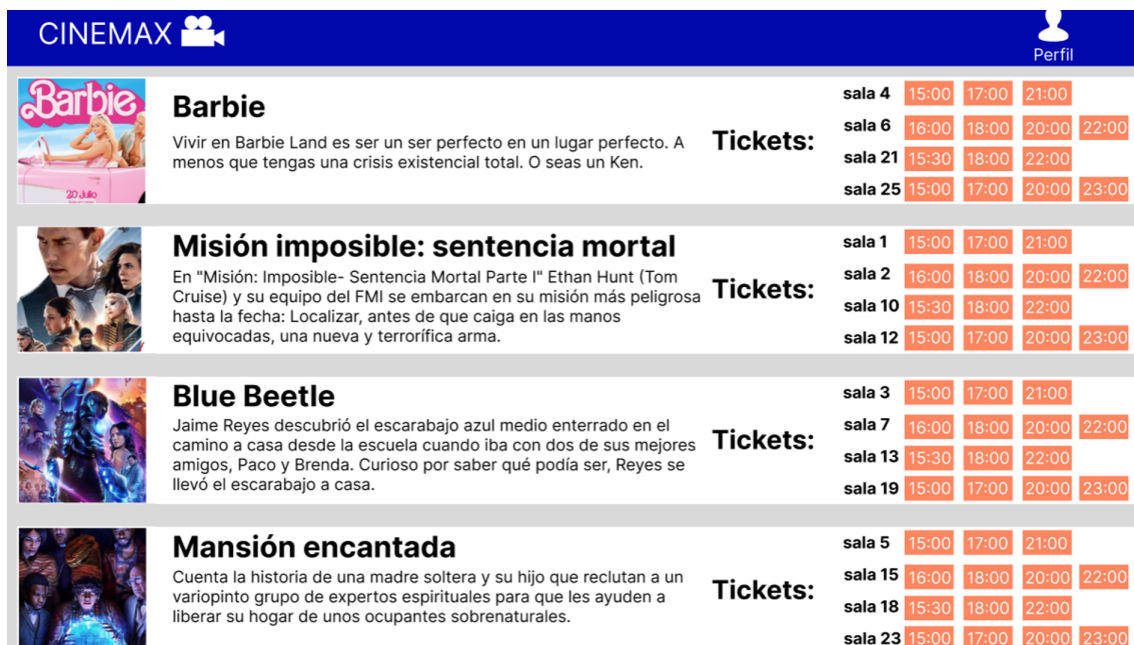 CINEMAX
Perfil
Barbie
20 Julio
Barbie
Vivir en Barbie Land es ser un ser perfecto en un lugar perfecto. A
menos que tengas una crisis existencial total. O seas un Ken.
Tickets:
sala 4 15:00 17:00 21:00
sala 6 16:00 18:00 20:00 22:00
sala 21 15:30 18:00 22:00
sala 25 15:00 17:00 20:00 23:00
Misión imposible: sentencia mortal
En "Misión: Imposible- Sentencia Mortal Parte I" Ethan Hunt (Tom
Cruise) y su equipo del FMI se embarcan en su misión más peligrosa
hasta la fecha: Localizar, antes de que caiga en las manos
equivocadas, una nueva y terrorífica arma.
Tickets:
sala 1 15:00 17:00 21:00
sala 2 16:00 18:00 20:00 22:00
sala 10 15:30 18:00 22:00
sala 12 15:00 17:00 20:00 23:00
Blue Beetle
Jaime Reyes descubrió el escarabajo azul medio enterrado en el
camino a casa desde la escuela cuando iba con dos de sus mejores
amigos, Paco y Brenda. Curioso por saber qué podía ser, Reyes se
llevó el escarabajo a casa.
Tickets:
sala 3 15:00 17:00 21:00
sala 7 16:00 18:00 20:00 22:00
sala 13 15:30 18:00 22:00
sala 19 15:00 17:00 20:00 23:00
Mansión encantada
Cuenta la historia de una madre soltera y su hijo que reclutan a un
variopinto grupo de expertos espirituales para que les ayuden a
liberar su hogar de unos ocupantes sobrenaturales.
Tickets:
sala 5 15:00 17:00 21:00
sala 15 16:00 18:00 20:00 22:00
sala 18 15:30 18:00 22:00
sala 23 15:00 17:00 20:00 23:00